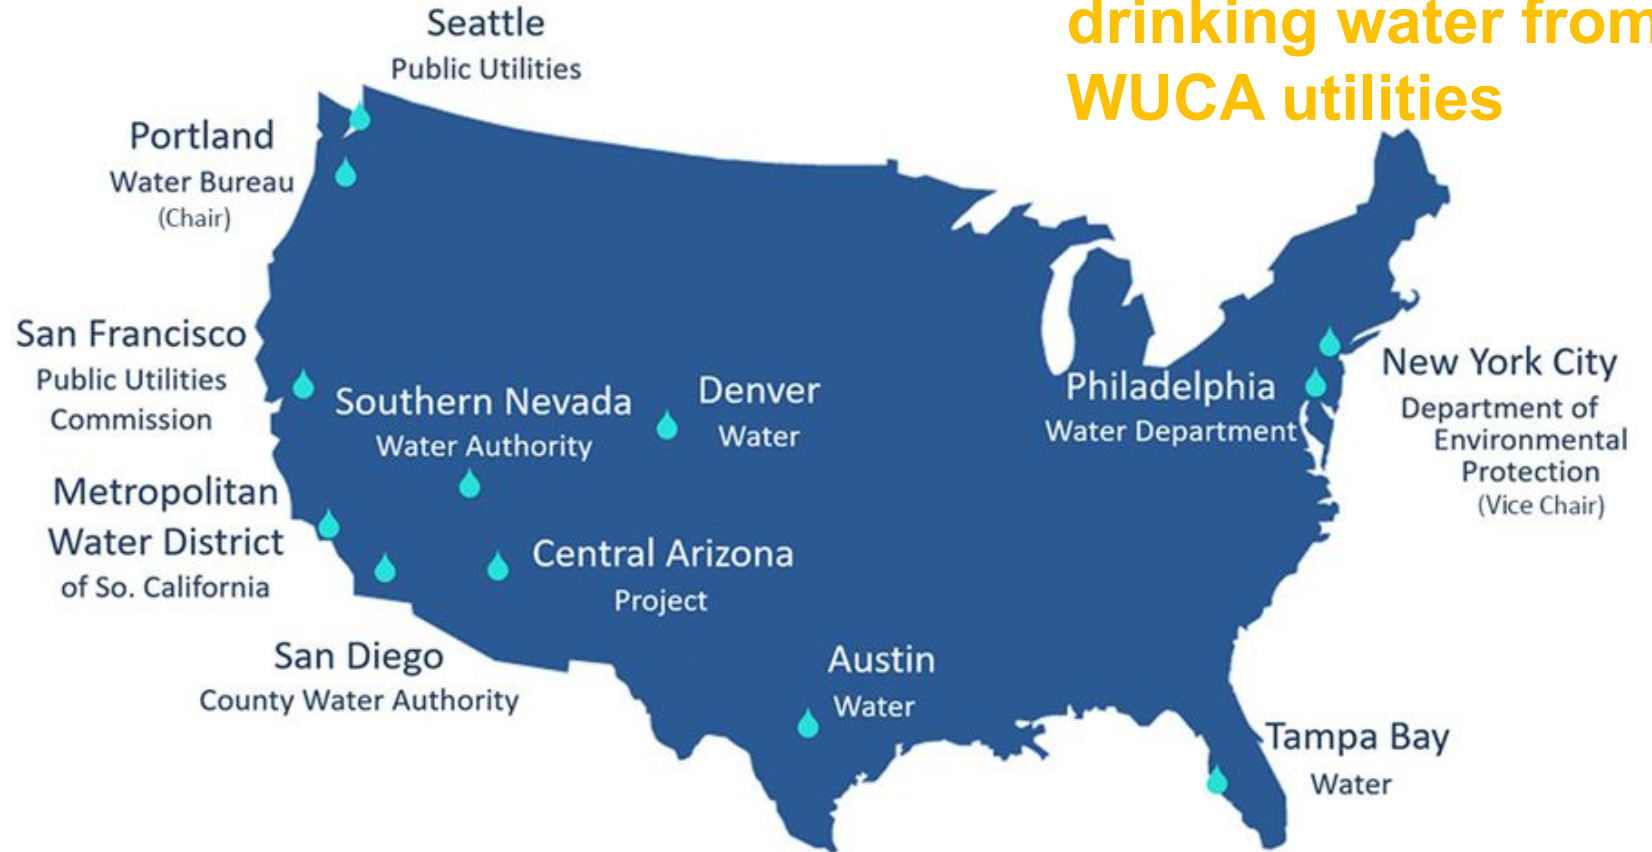 drinking water from
WUCA utilities
Seattle
Public Utilities
Portland
Water Bureau
(Chair)
San Francisco
Public Utilities
Commission
Southern Nevada
Water Authority
Denver
Water
Philadelphia
Water Department
New York City
Department of
Environmental
Protection
(Vice Chair)
Metropolitan
Water District
of So. California
Central Arizona
Project
San Diego
County Water Authority
Austin
Water
Tampa Bay
Water